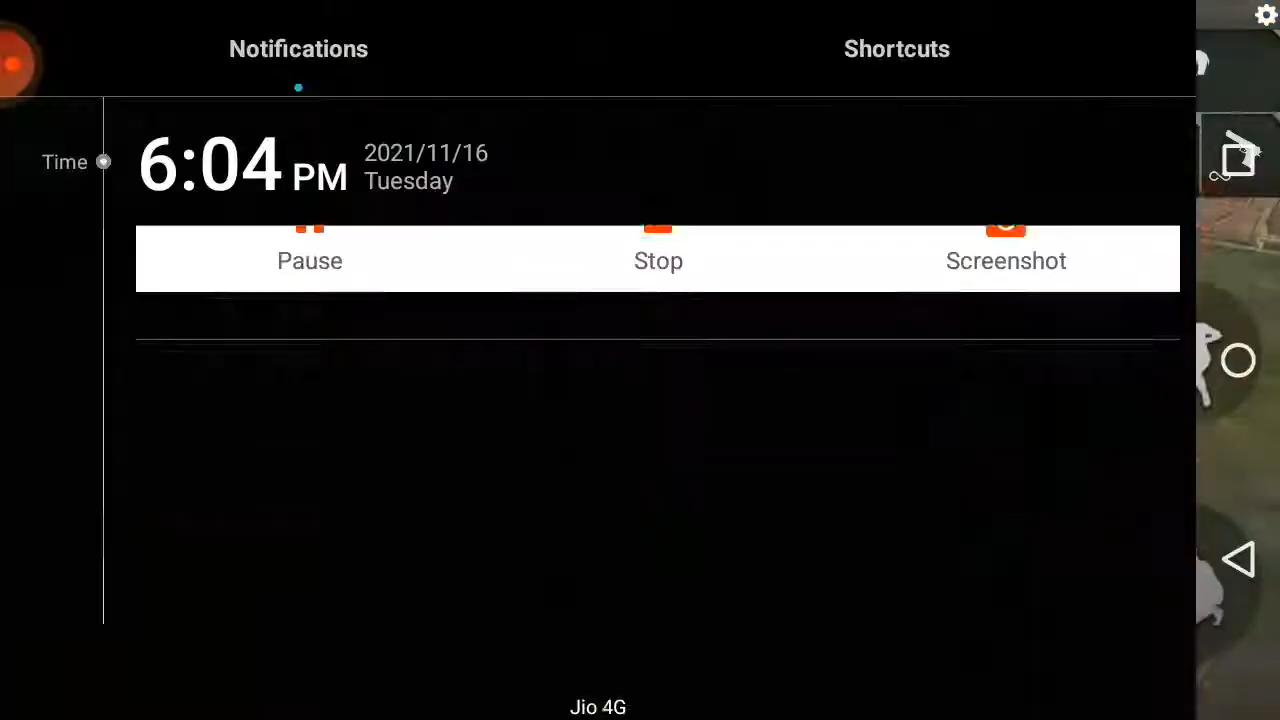 Notifications
Shortcuts
Time
6:04 PM
2021/11/16
Tuesday
Pause
Stop
Screenshot
Jio 4G